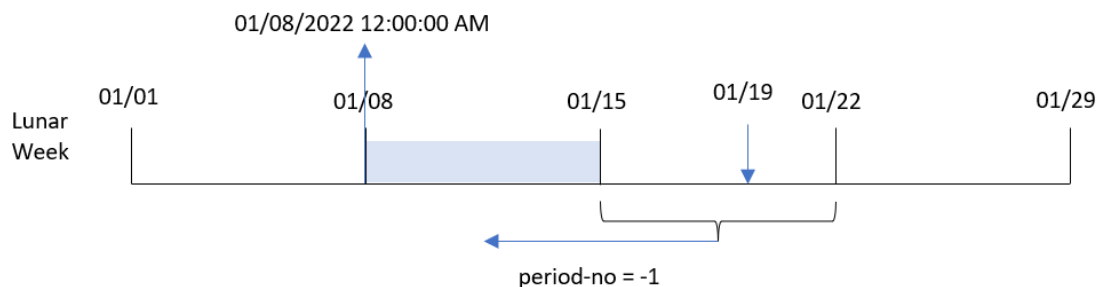 01/08/2022 12:00:00 AM
01/01
01/08
01/15
01/19
01/22
01/29
Lunar
Week
period-no = -1